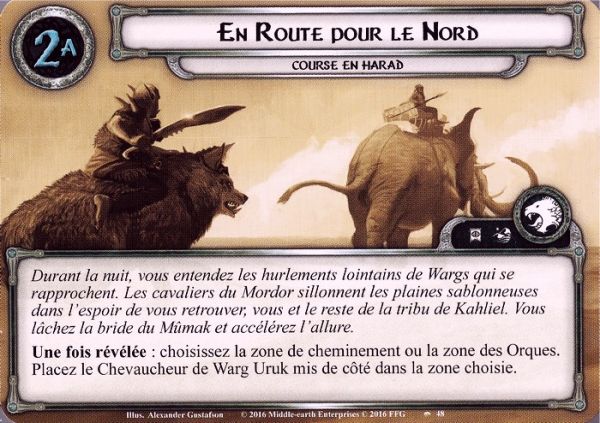 2A
En Route pour le Nord
Course en Harad
Durant la nuit, vous entendez les hurlements lointains de Wargs qui se
rapprochent. Les cavaliers du Mordor sillonnent les plaines sablonneuses
dans l'espoir de vous retrouver, vous et le reste de la tribu de Kahliel. Vous
lâchez la bride du Mûmak et accélérez l'allure.
Une fois révélée : choisissez la zone de cheminement ou la zone des Orques.
Placez le Chevaucheur de Warg Uruk mis de côté dans la zone choisie.
Illus. Alexander Gustafson © 2016 Middle-earth Enterprises © 2016 FFG 48